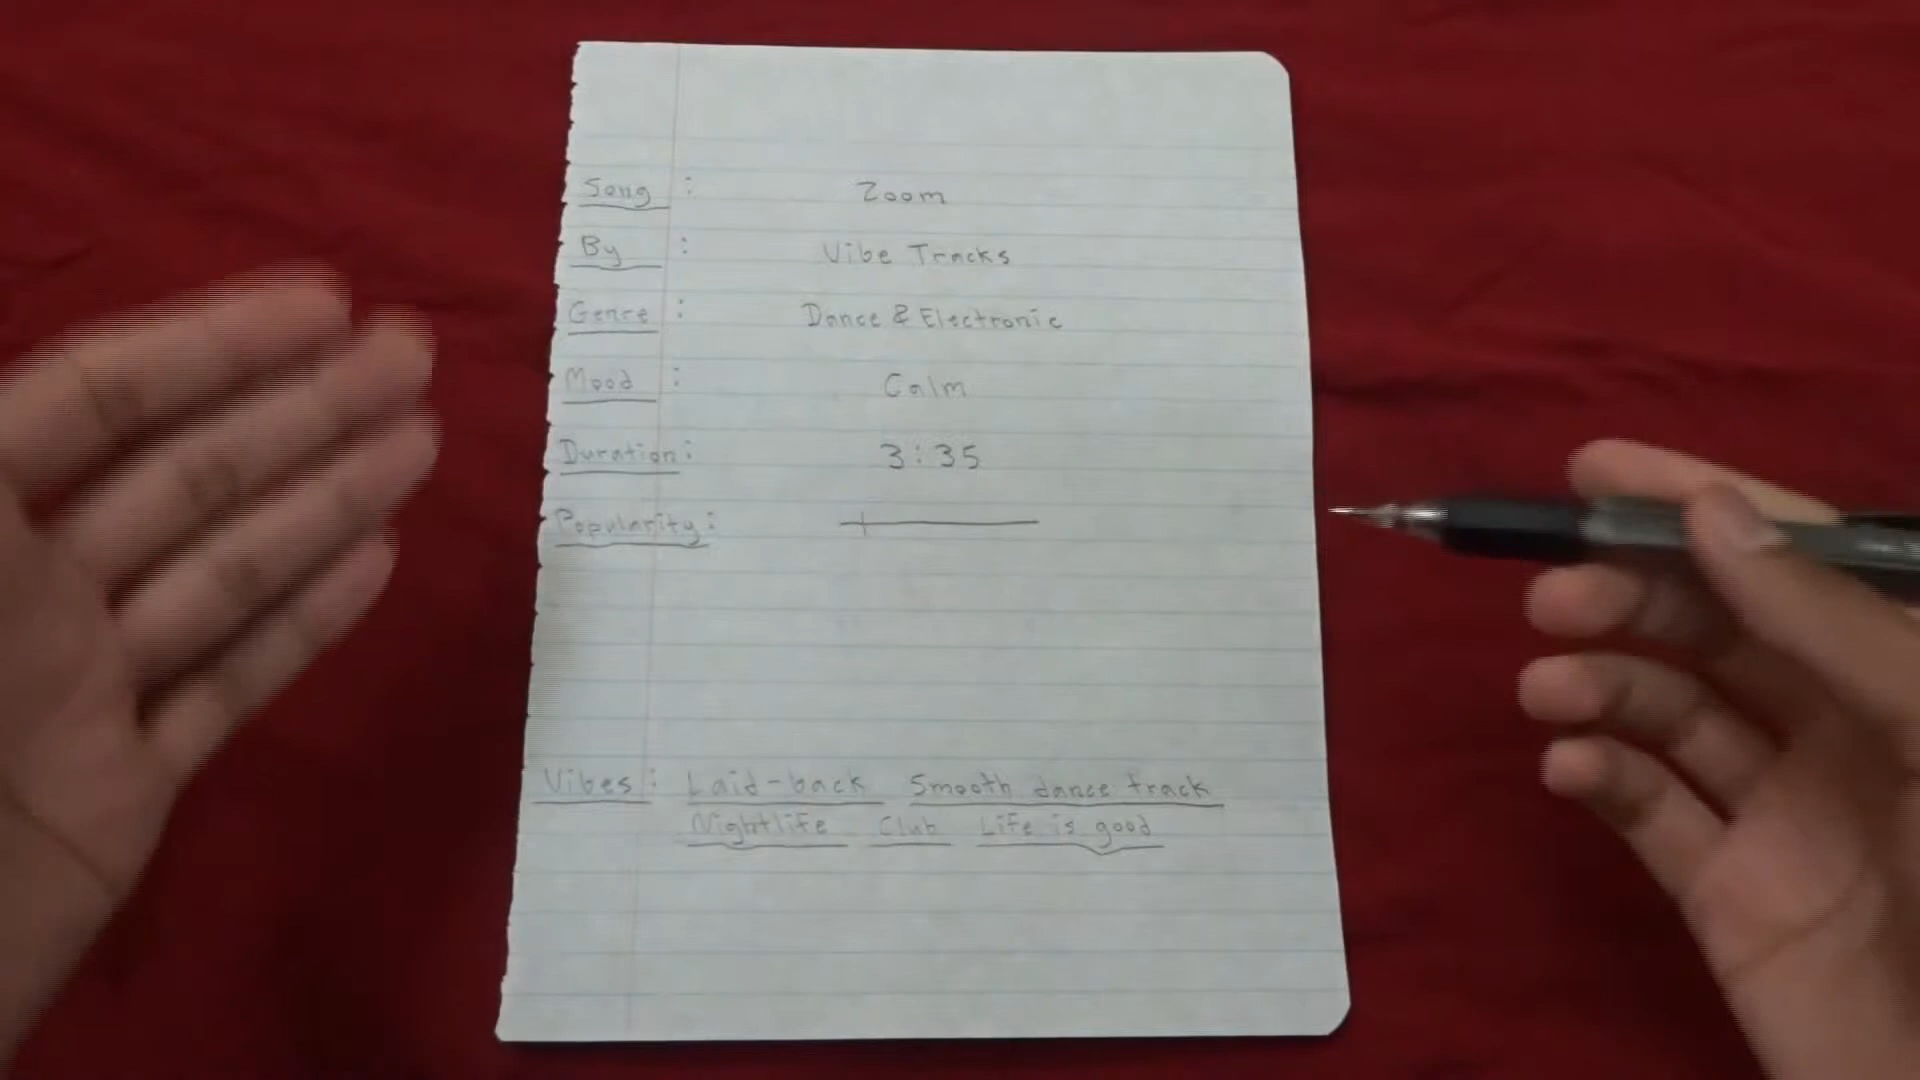 Song : Zoom
By : Vibe Tracks
Genre : Dance & Electronic
Mood : Calm
Duration : 3:35
Popularity :
Vibes : Laid-back Smooth dance track
Nightlife Club Life is good